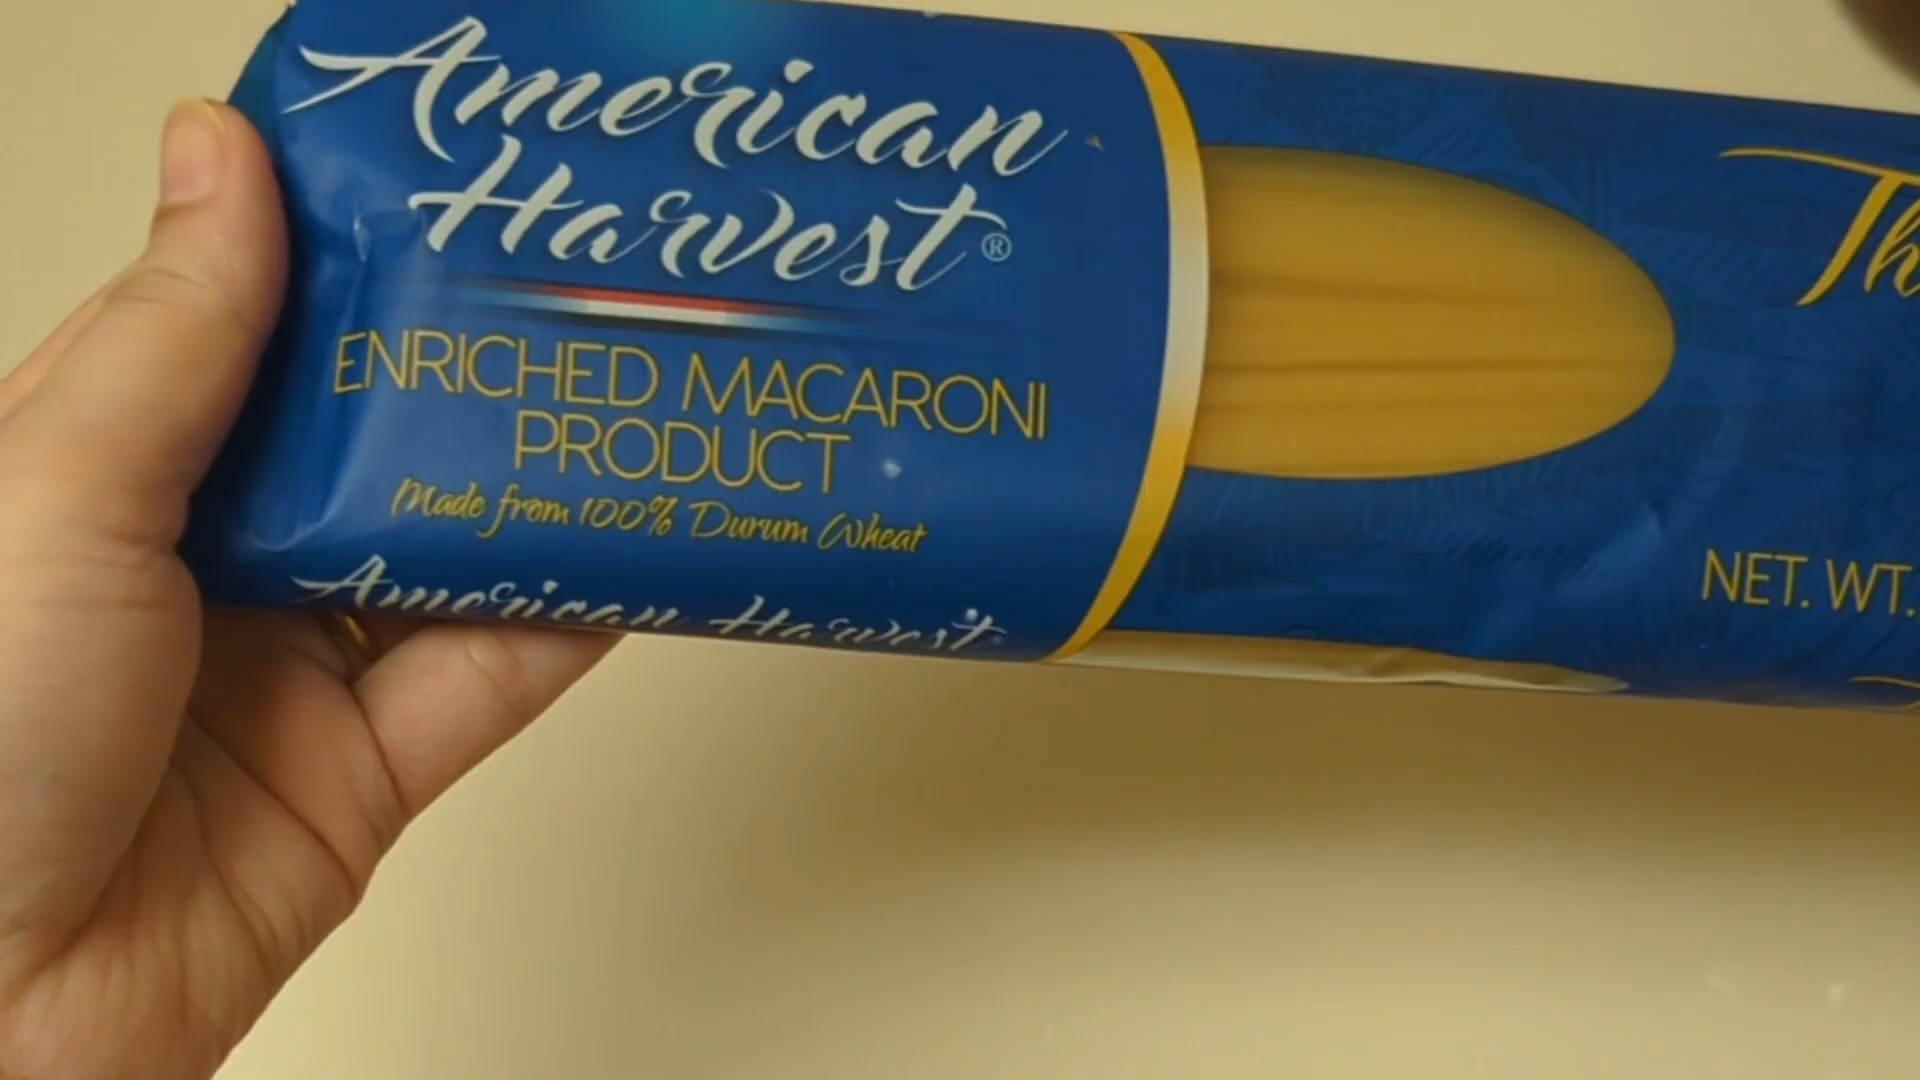 American
Harvest®
ENRICHED MACARONI
PRODUCT
Made from 100% Durum Wheat
American Harvest
NET. WT.